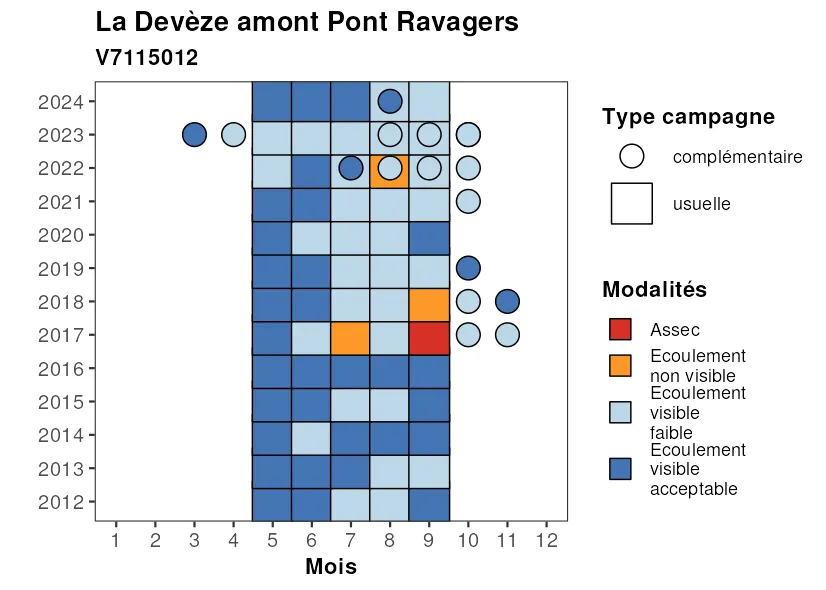 La Devèze amont Pont Ravagers
V7115012
2024
2023
2022
2021
2020
2019
2018
2017
2016
2015
2014
2013
2012
1 2 3 4 5 6 7 8 9 10 11 12
Mois
Type campagne
complémentaire
usuelle
Modalités
Assec
Ecoulement
non visible
Ecoulement
visible
faible
Ecoulement
visible
acceptable